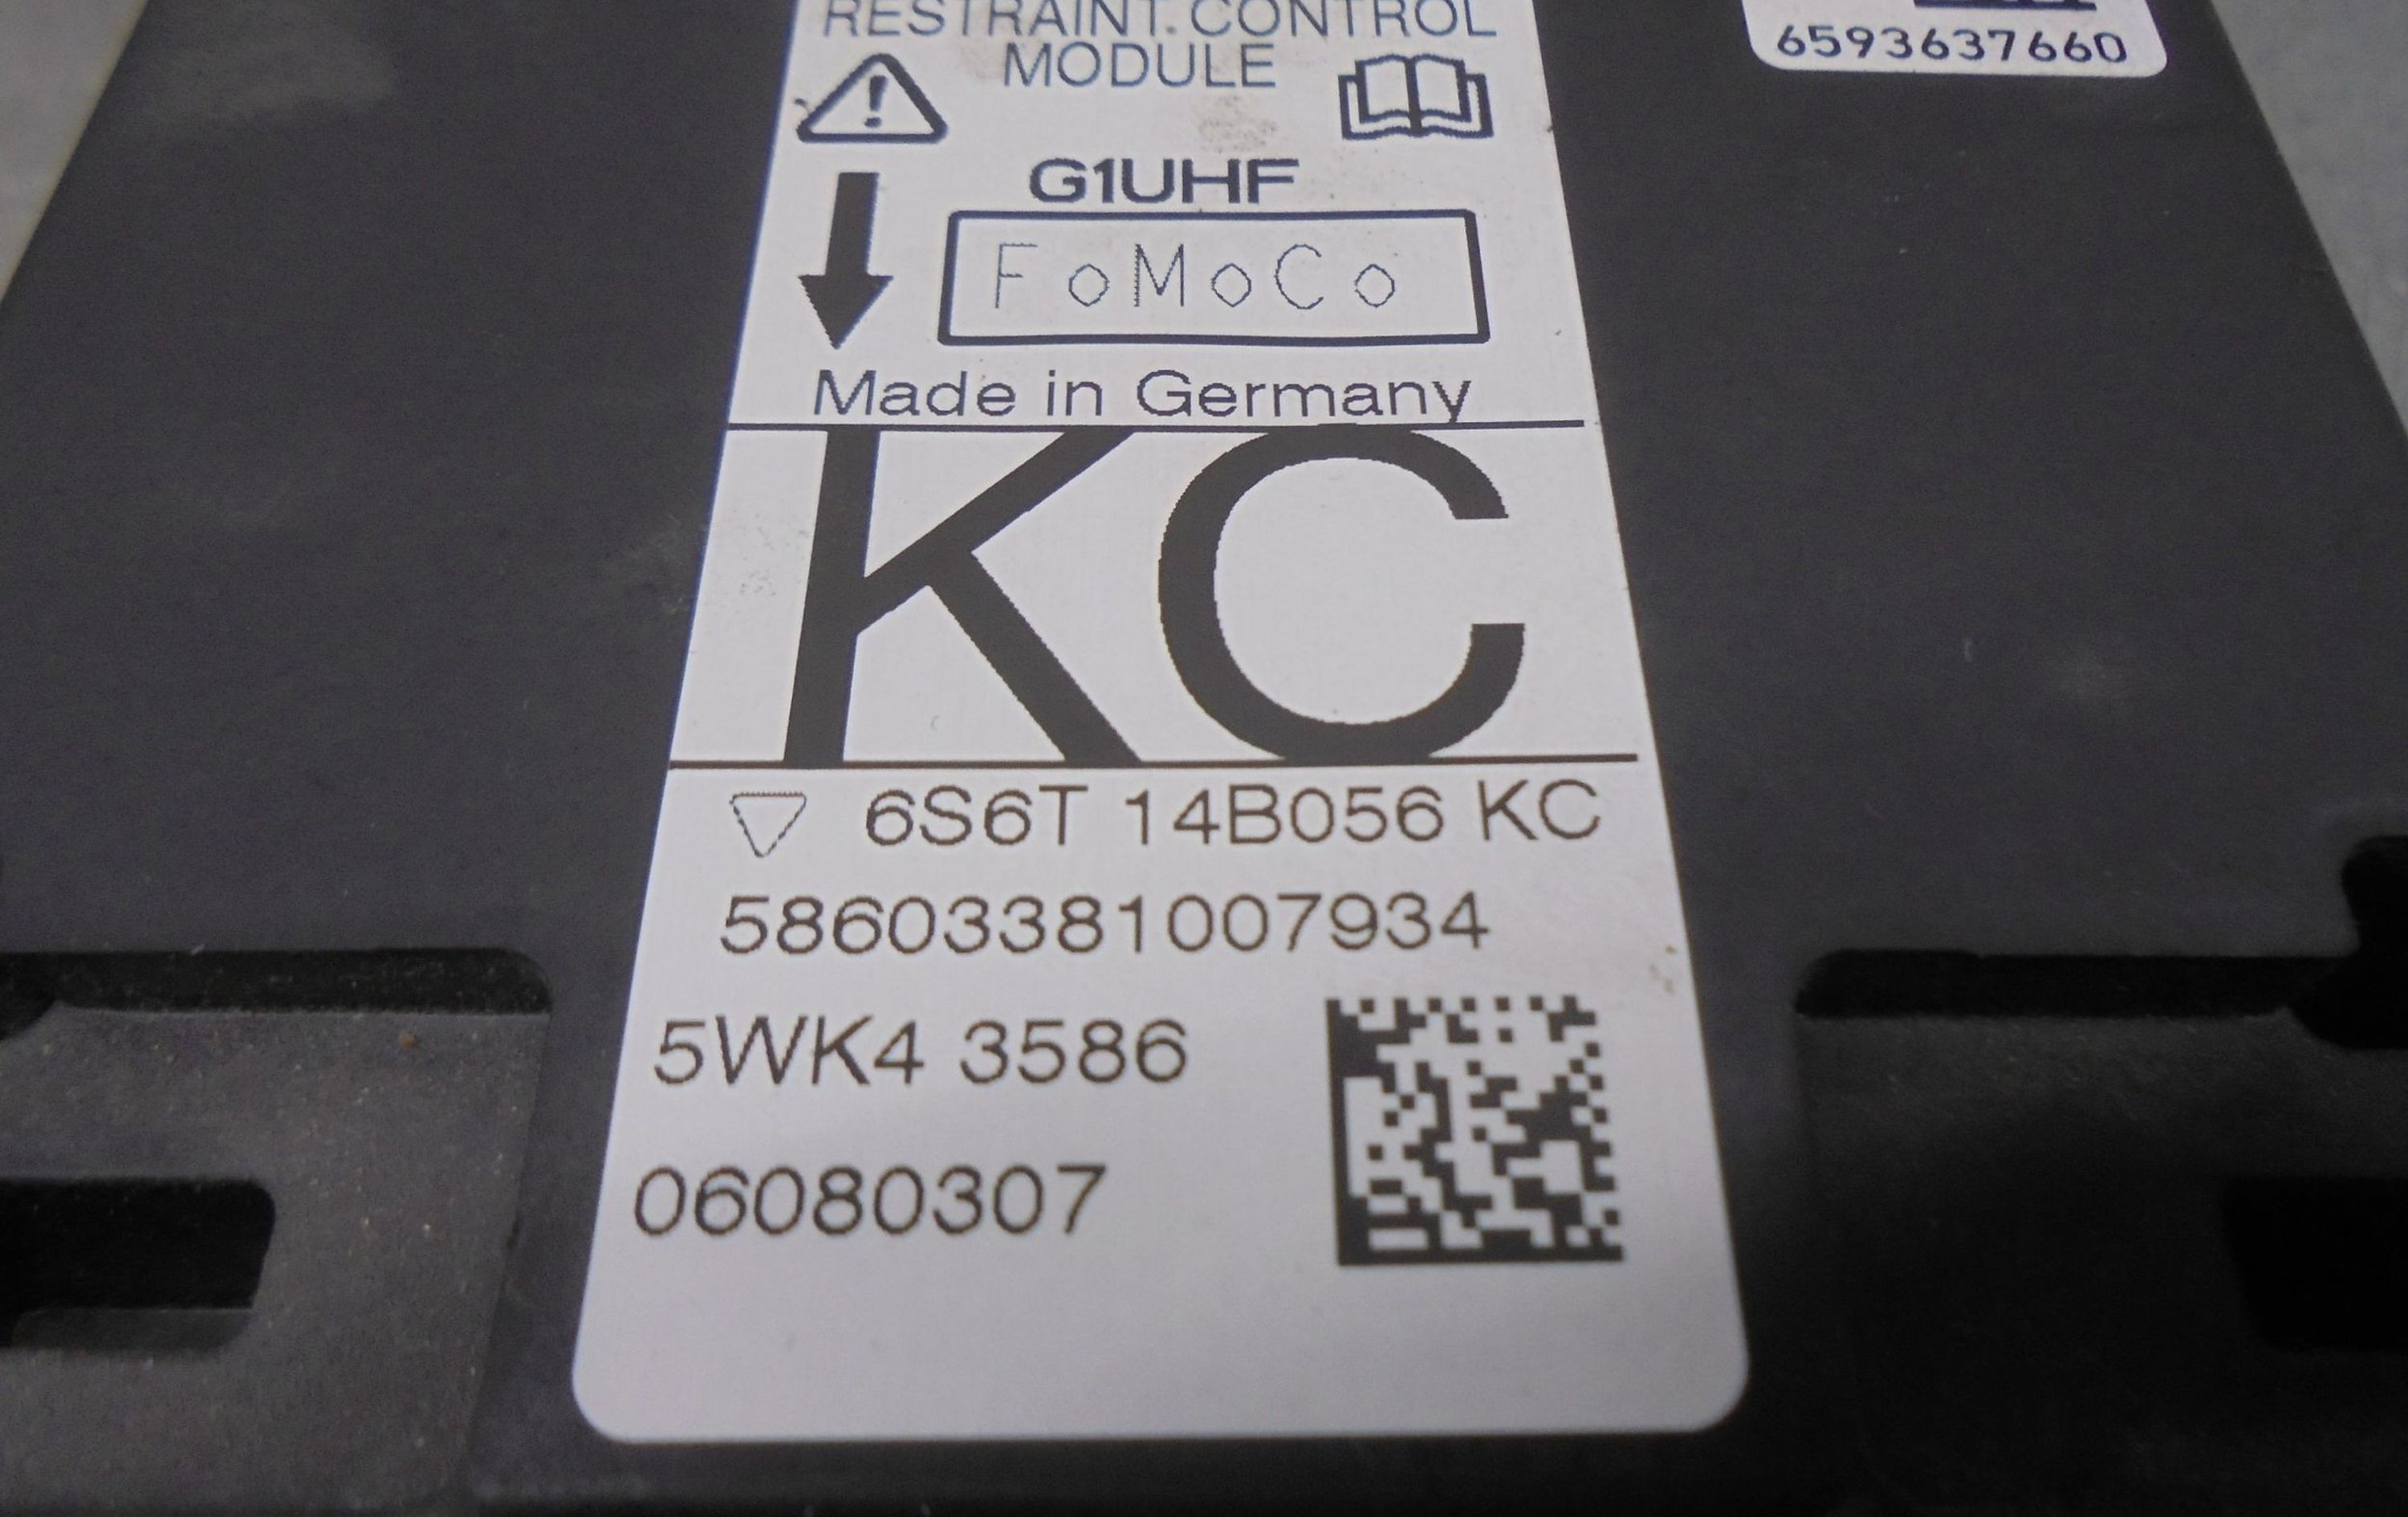 RESTRAINT CONTROL
MODULE
6593637660
G1UHF
FoMoCo
Made in Germany
KC
6S6T 14B056 KC
58603381007934
5WK4 3586
06080307